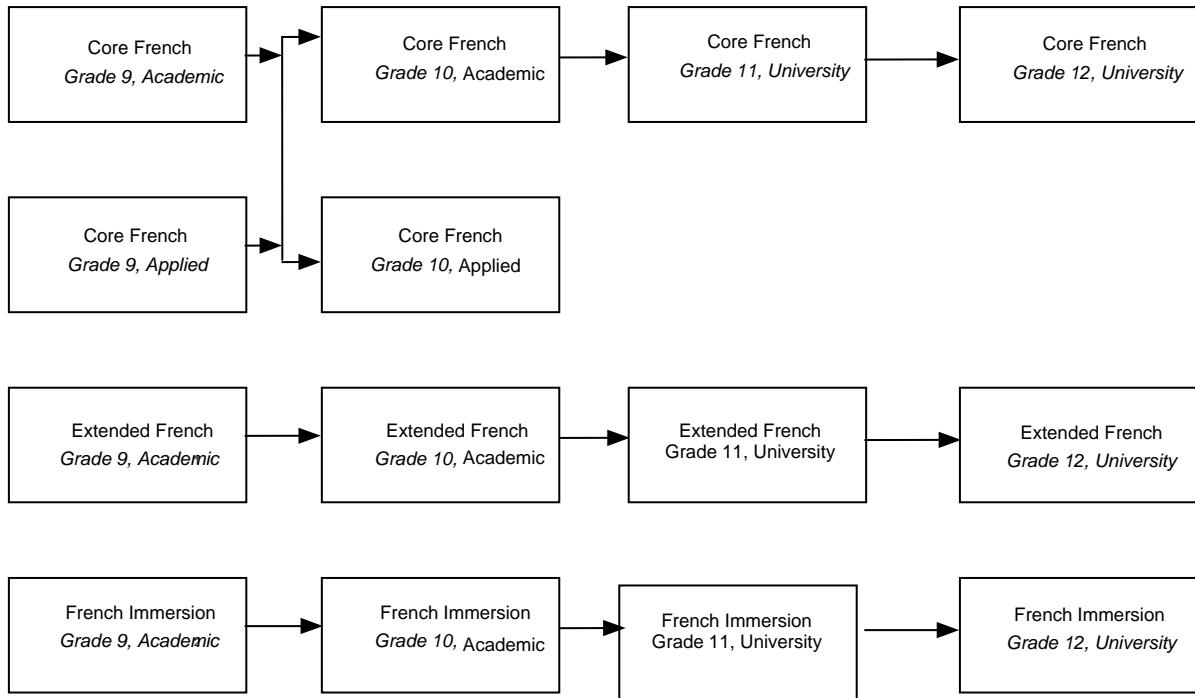 Core French
Grade 9, Academic
Core French
Grade 10, Academic
Core French
Grade 11, University
Core French
Grade 12, University
Core French
Grade 9, Applied
Core French
Grade 10, Applied
Extended French
Grade 9, Academic
Extended French
Grade 10, Academic
Extended French
Grade 11, University
Extended French
Grade 12, University
French Immersion
Grade 9, Academic
French Immersion
Grade 10, Academic
French Immersion
Grade 11, University
French Immersion
Grade 12, University